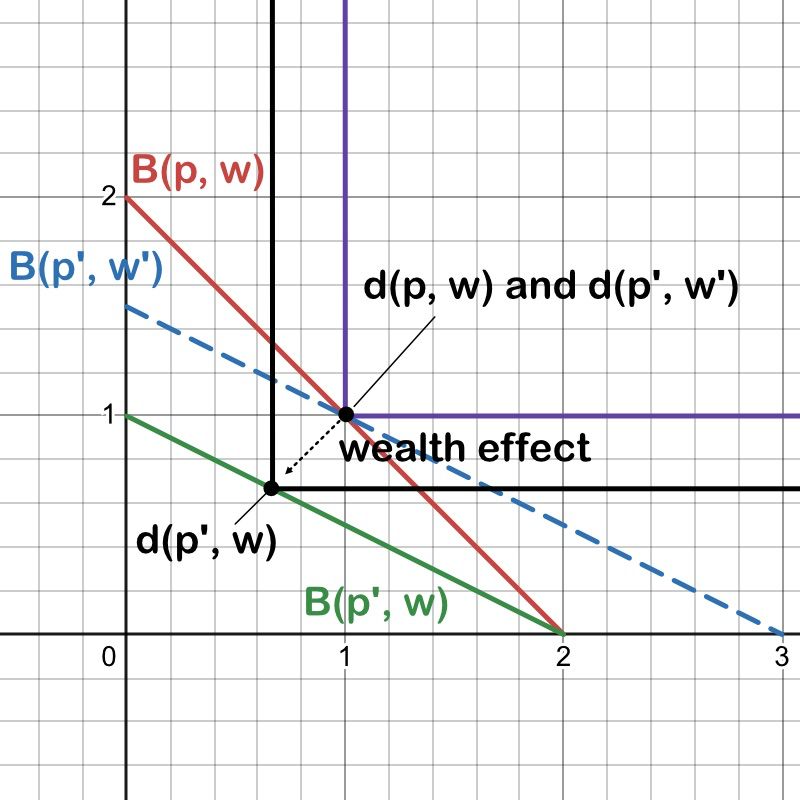 B(p, w)
2
B(p', w')
d(p, w) and d(p', w')
1
wealth effect
d(p', w)
B(p', w)
0
1
2
3